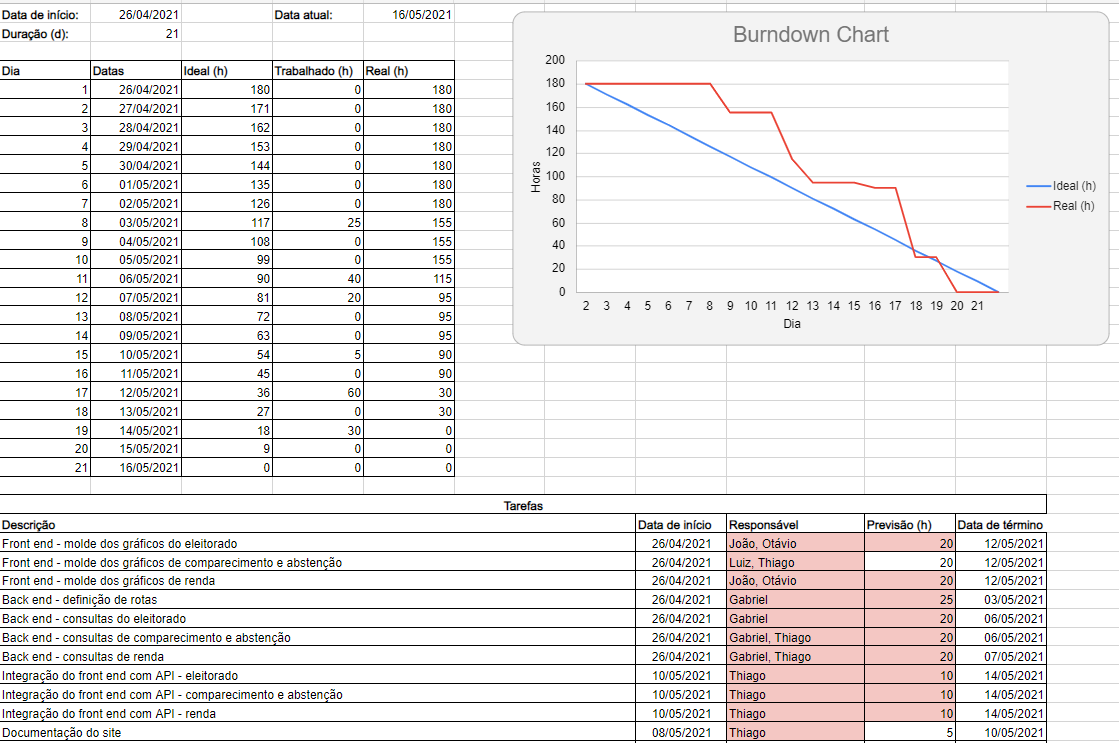 Data de início: 26/04/2021 Data atual: 16/05/2021
Duração (d): 21
Dia Datas Ideal (h) Trabalhado (h) Real (h)
1 26/04/2021 180 0 180
2 27/04/2021 171 0 180
3 28/04/2021 162 0 180
4 29/04/2021 153 0 180
5 30/04/2021 144 0 180
6 01/05/2021 135 0 180
7 02/05/2021 126 0 180
8 03/05/2021 117 25 155
9 04/05/2021 108 0 155
10 05/05/2021 99 0 155
11 06/05/2021 90 40 115
12 07/05/2021 81 20 95
13 08/05/2021 72 0 95
14 09/05/2021 63 0 95
15 10/05/2021 54 5 90
16 11/05/2021 45 0 90
17 12/05/2021 36 60 30
18 13/05/2021 27 0 30
19 14/05/2021 18 30 0
20 15/05/2021 9 0 0
21 16/05/2021 0 0 0
Burndown Chart
200
180
160
140
120
100
80
60
40
20
0
Horas
2 3 4 5 6 7 8 9 10 11 12 13 14 15 16 17 18 19 20 21
Dia
Ideal (h)
Real (h)
Tarefas
Descrição Data de início Responsável Previsão (h) Data de término
Front end - molde dos gráficos do eleitorado 26/04/2021 João, Otávio 20 12/05/2021
Front end - molde dos gráficos de comparecimento e abstenção 26/04/2021 Luiz, Thiago 20 12/05/2021
Front end - molde dos gráficos de renda 26/04/2021 João, Otávio 20 12/05/2021
Back end - definição de rotas 26/04/2021 Gabriel 25 03/05/2021
Back end - consultas do eleitorado 26/04/2021 Gabriel 20 06/05/2021
Back end - consultas de comparecimento e abstenção 26/04/2021 Gabriel, Thiago 20 06/05/2021
Back end - consultas de renda 26/04/2021 Gabriel, Thiago 20 07/05/2021
Integração do front end com API - eleitorado 10/05/2021 Thiago 10 14/05/2021
Integração do front end com API - comparecimento e abstenção 10/05/2021 Thiago 10 14/05/2021
Integração do front end com API - renda 10/05/2021 Thiago 10 14/05/2021
Documentação do site 08/05/2021 Thiago 5 10/05/2021